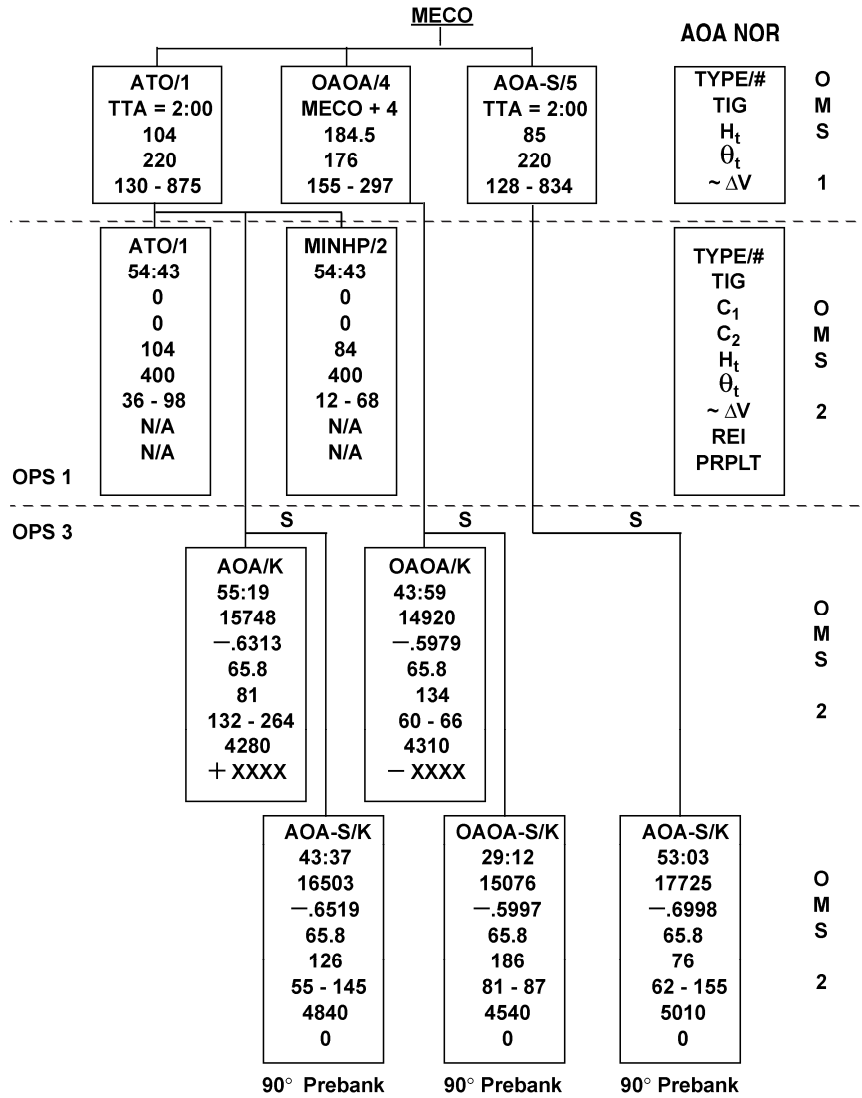 MECO
AOA NOR
ATO/1
TTA = 2:00
104
220
130 - 875
OAOA/4
MECO + 4
184.5
176
155 - 297
AOA-S/5
TTA = 2:00
85
220
128 - 834
TYPE/#
TIG
Ht
θt
~ ΔV
O
M
S
1
ATO/1
54:43
0
0
104
400
36 - 98
N/A
N/A
MINHP/2
54:43
0
0
84
400
12 - 68
N/A
N/A
TYPE/#
TIG
C1
C2
Ht
θt
~ ΔV
REI
PRPLT
O
M
S
2
OPS 1
OPS 3
S
S
S
AOA/K
55:19
15748
—.6313
65.8
81
132 - 264
4280
+ XXXX
OAOA/K
43:59
14920
—.5979
65.8
134
60 - 66
4310
— XXXX
O
M
S
2
AOA-S/K
43:37
16503
—.6519
65.8
126
55 - 145
4840
0
90° Prebank
OAOA-S/K
29:12
15076
—.5997
65.8
186
81 - 87
4540
0
90° Prebank
AOA-S/K
53:03
17725
—.6998
65.8
76
62 - 155
5010
0
90° Prebank
O
M
S
2